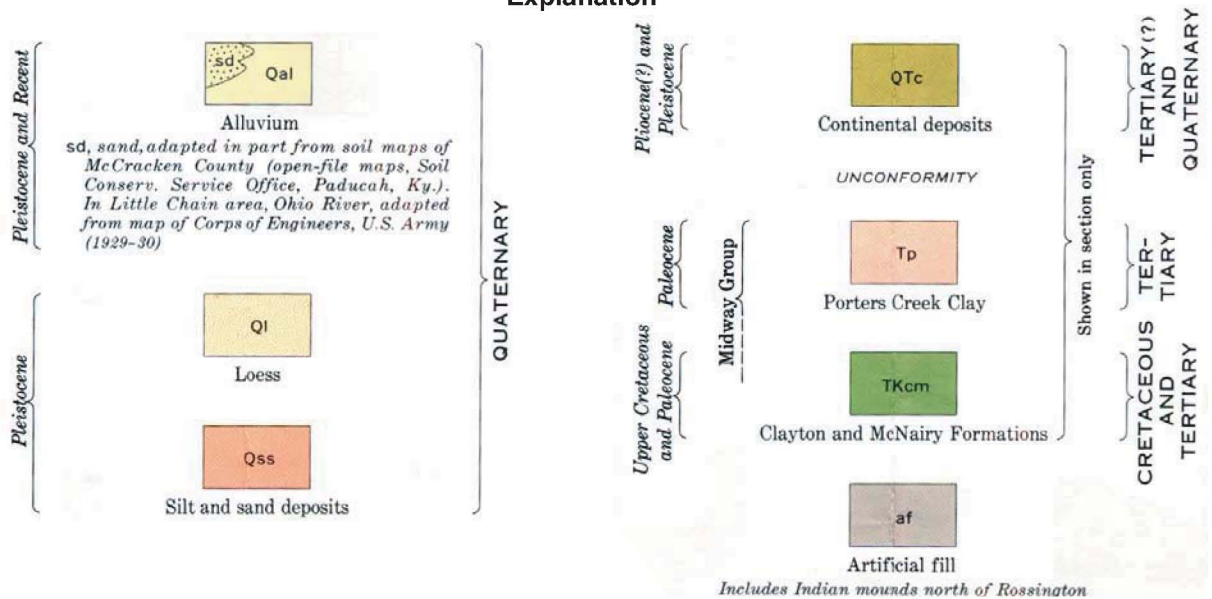 Explanation
Pleistocene and Recent
sd
Qal
Alluvium
sd, sand, adapted in part from soil maps of
McCracken County (open-file maps, Soil
Conserv. Service Office, Paducah, Ky.).
In Little Chain area, Ohio River, adapted
from map of Corps of Engineers, U.S. Army
(1929–30)
Pleistocene
Ql
Loess
Qss
Silt and sand deposits
QUATERNARY
Pliocene(?) and
Pleistocene
QTc
Continental deposits
TERTIARY(?)
AND
QUATERNARY
UNCONFORMITY
Paleocene
Midway Group
Tp
Porters Creek Clay
Shown in section only
TER-
TIARY
Upper Cretaceous
and Paleocene
TKcm
Clayton and McNairy Formations
CRETACEOUS
AND
TERTIARY
af
Artificial fill
Includes Indian mounds north of Rossington